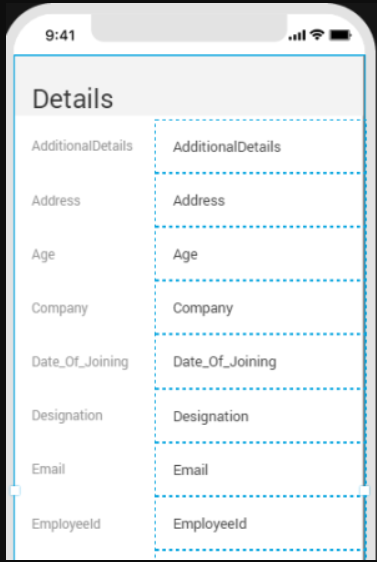 9:41
Details
AdditionalDetails AdditionalDetails
Address Address
Age Age
Company Company
Date_Of_Joining Date_Of_Joining
Designation Designation
Email Email
EmployeeId EmployeeId